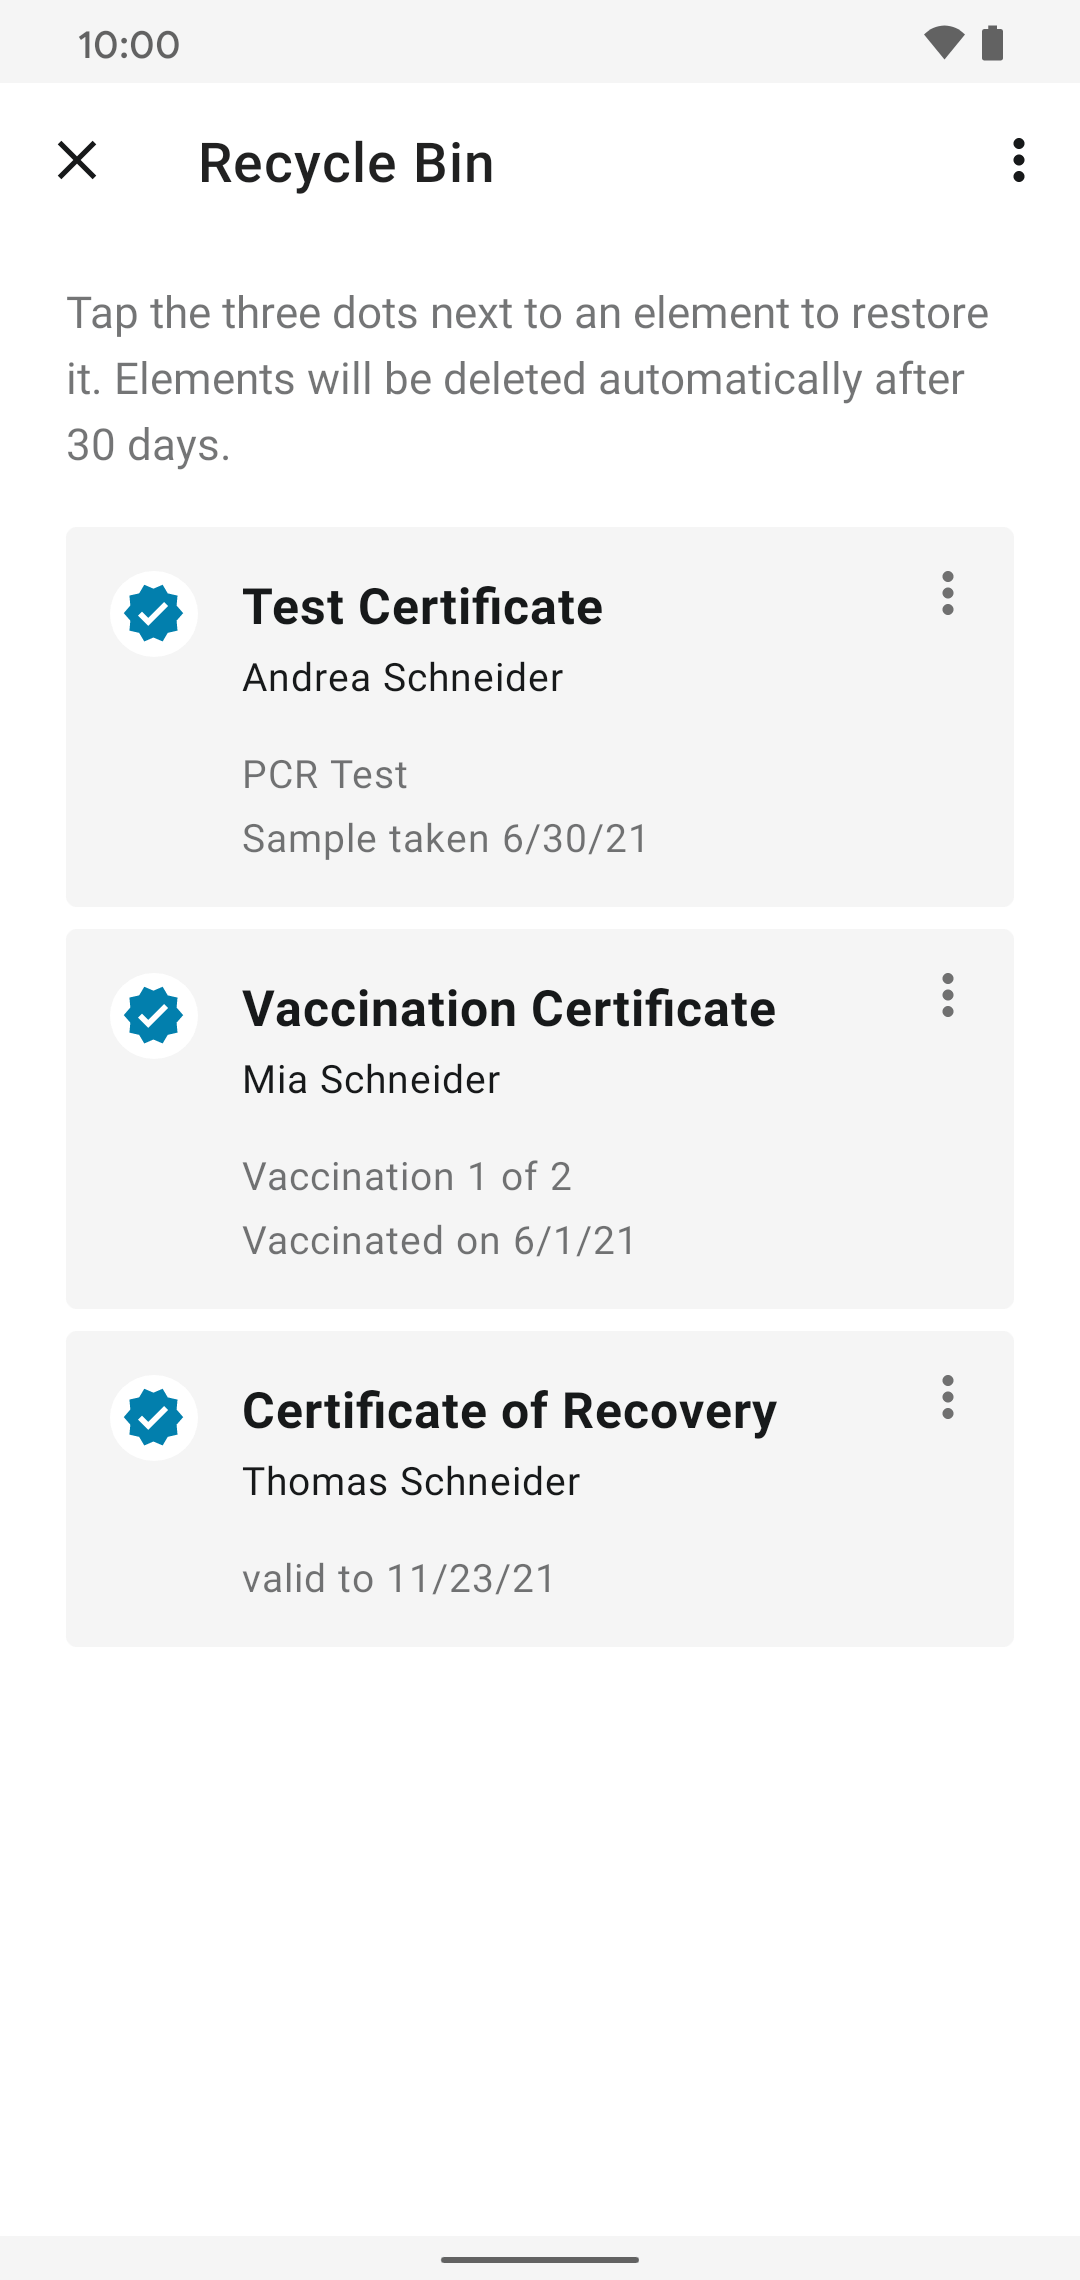 10:00
Recycle Bin
Tap the three dots next to an element to restore
it. Elements will be deleted automatically after
30 days.
Test Certificate
Andrea Schneider
PCR Test
Sample taken 6/30/21
Vaccination Certificate
Mia Schneider
Vaccination 1 of 2
Vaccinated on 6/1/21
Certificate of Recovery
Thomas Schneider
valid to 11/23/21